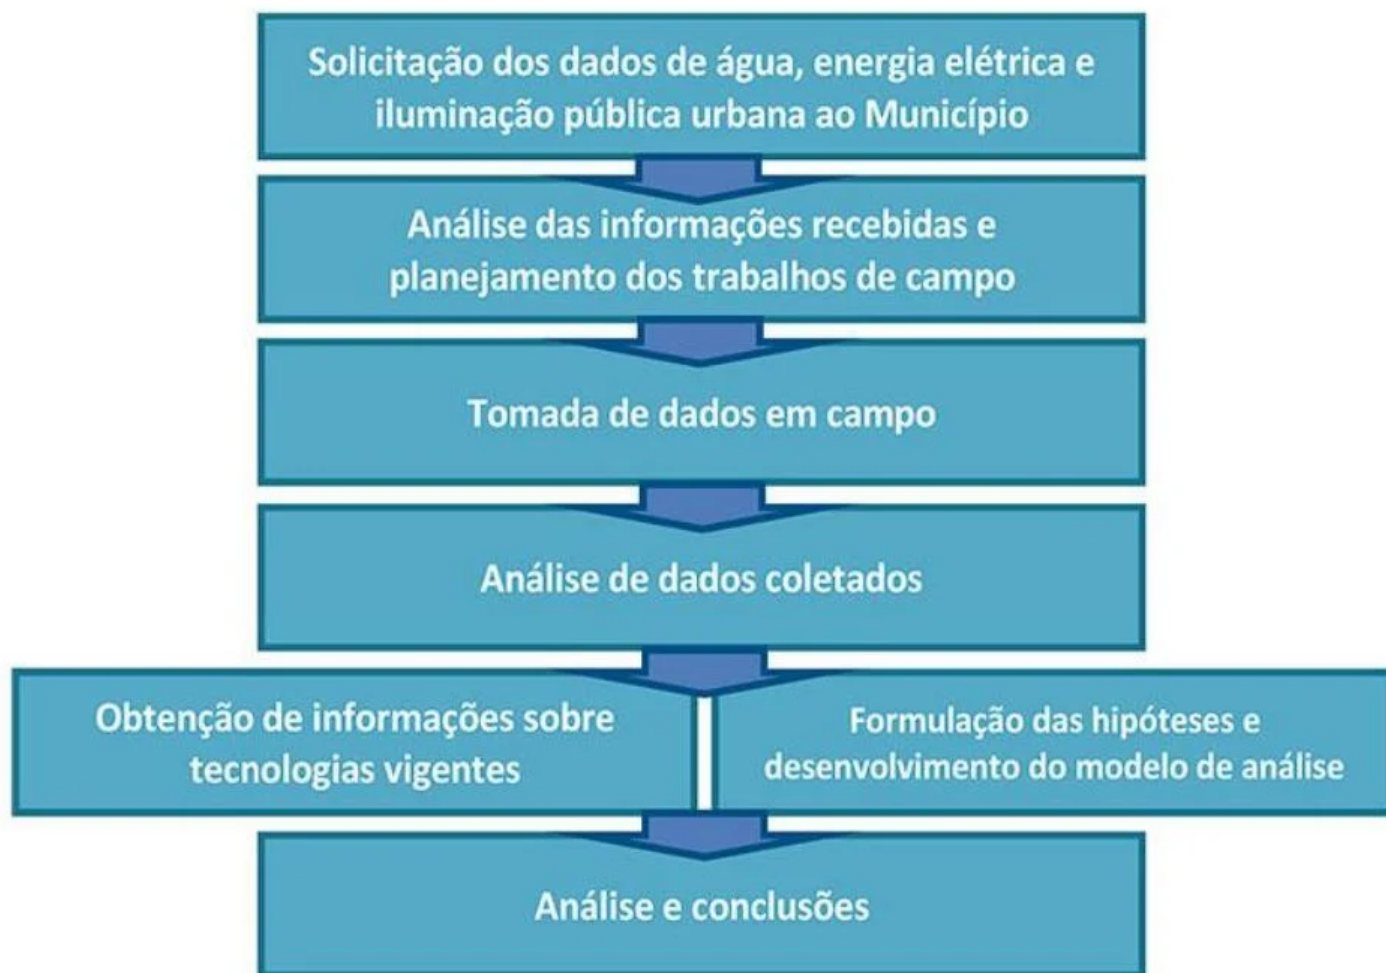 Solicitação dos dados de água, energia elétrica e
iluminação pública urbana ao Município
Análise das informações recebidas e
planejamento dos trabalhos de campo
Tomada de dados em campo
Análise de dados coletados
Obtenção de informações sobre
tecnologias vigentes
Formulação das hipóteses e
desenvolvimento do modelo de análise
Análise e conclusões